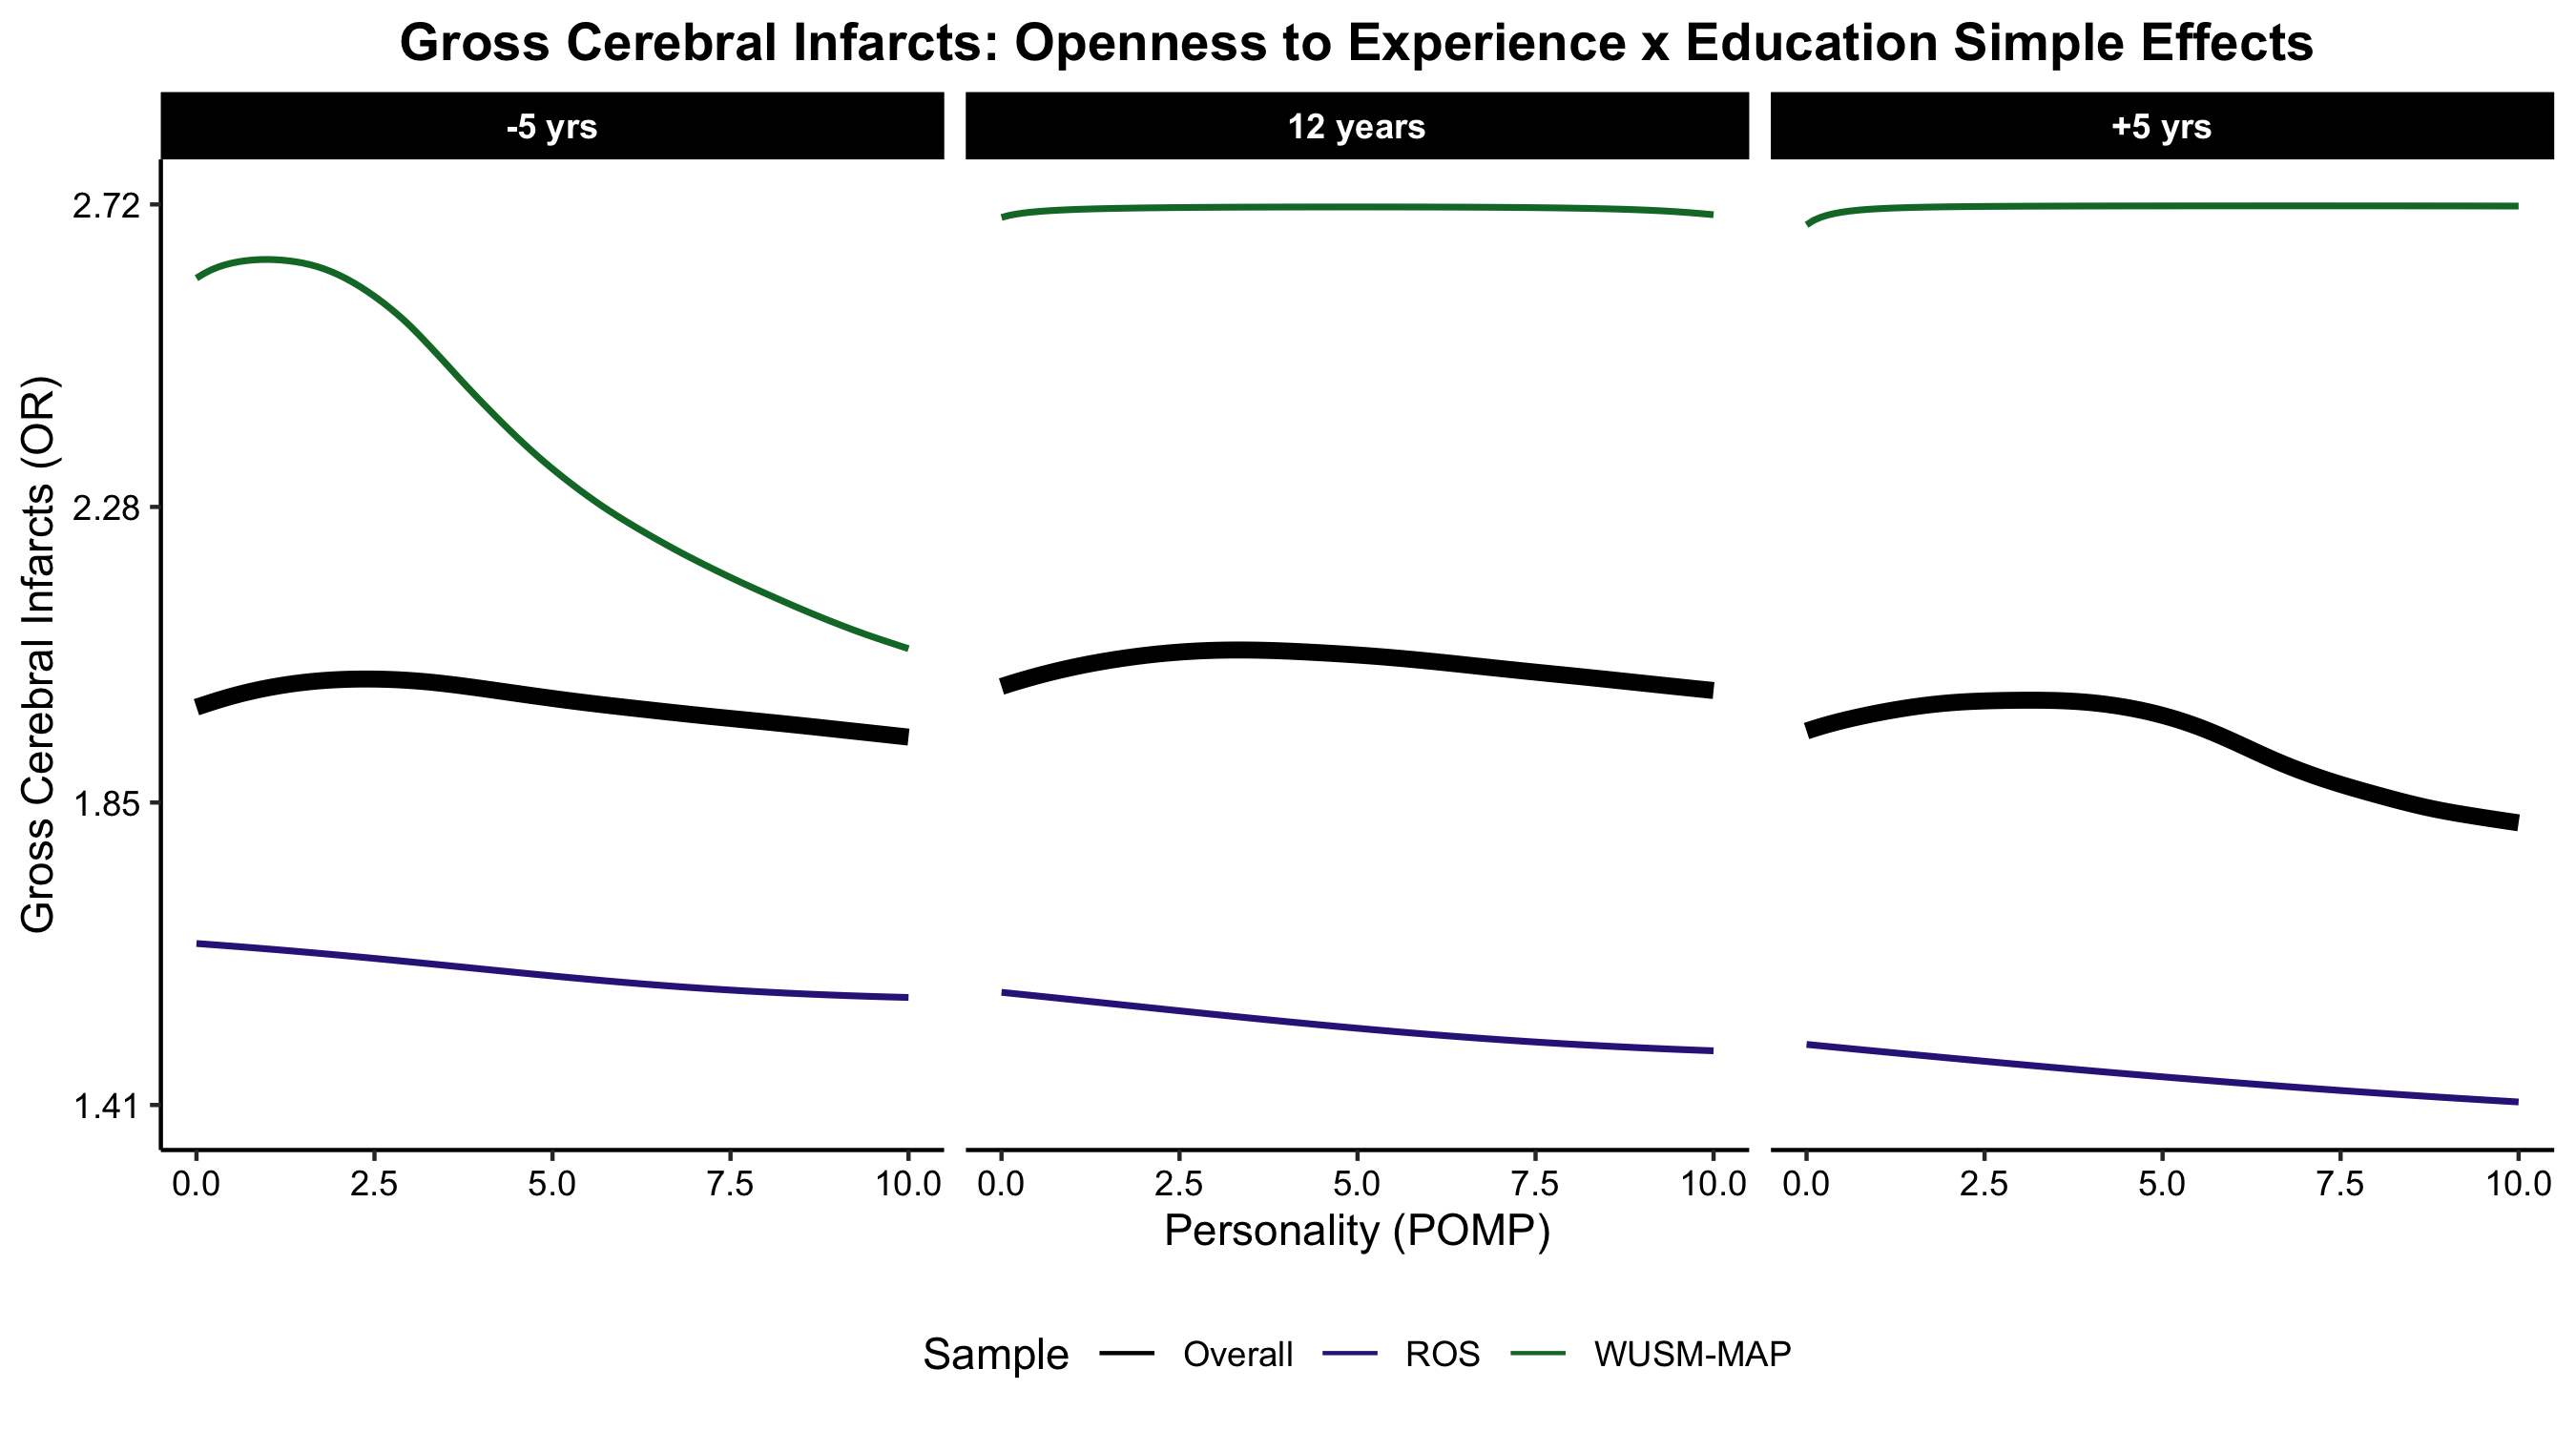 Gross Cerebral Infarcts: Openness to Experience x Education Simple Effects
-5 yrs 12 years +5 yrs
Gross Cerebral Infarcts (OR)
2.72
2.28
1.85
1.41
0.0 2.5 5.0 7.5 10.0 0.0 2.5 5.0 7.5 10.0 0.0 2.5 5.0 7.5 10.0
Personality (POMP)
Sample Overall ROS WUSM-MAP